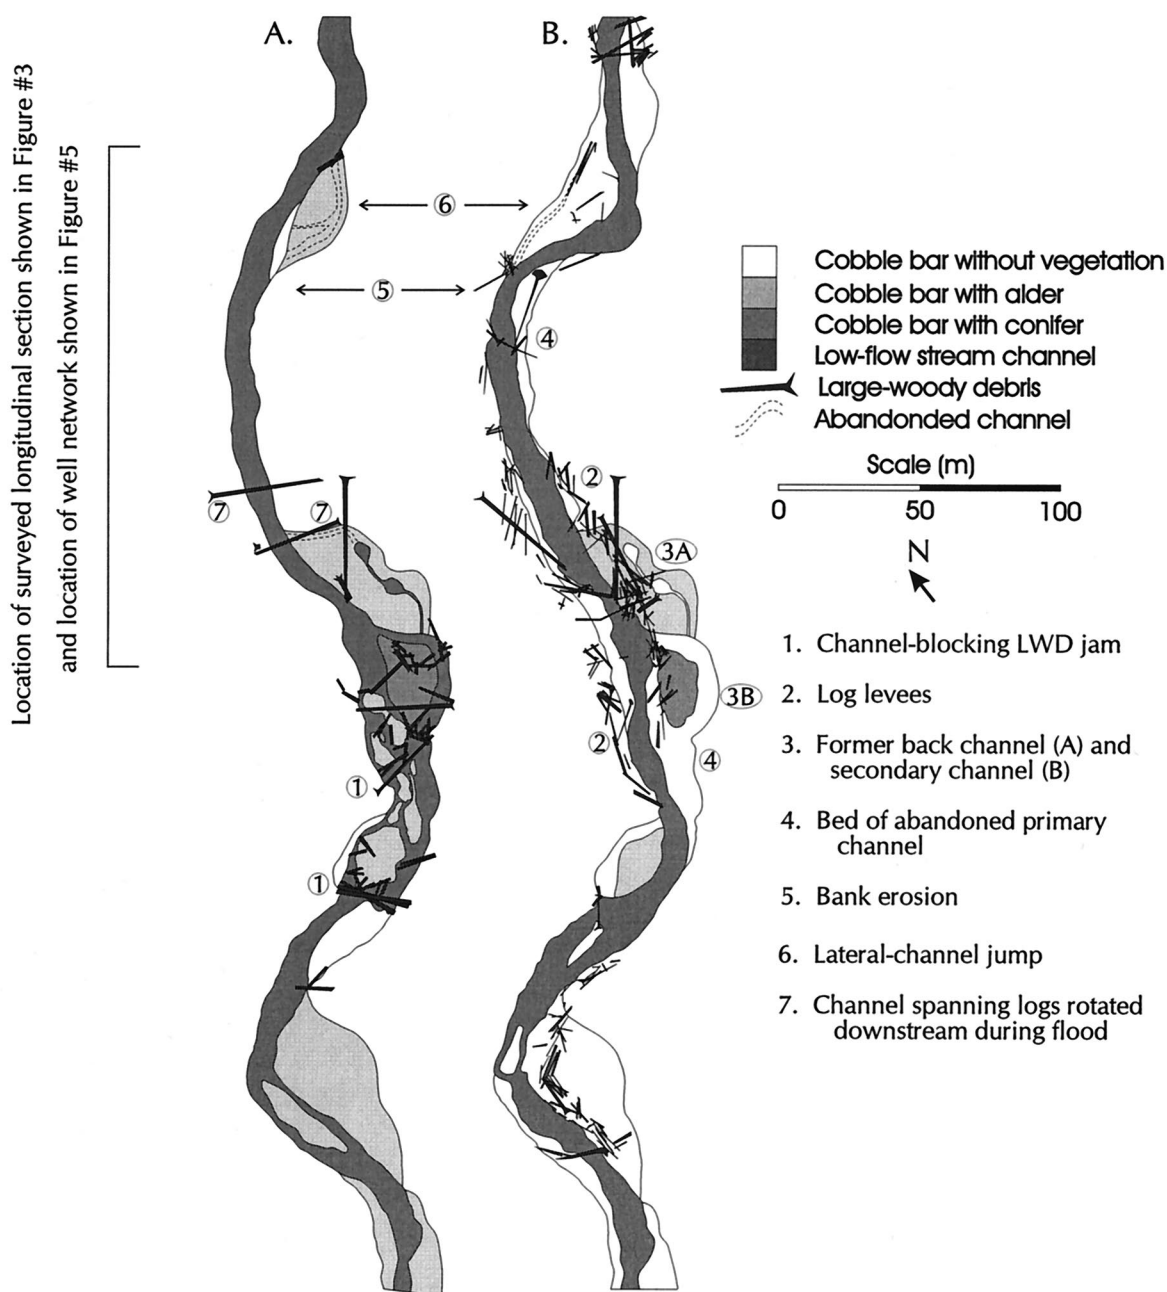 Location of surveyed longitudinal section shown in Figure #3
and location of well network shown in Figure #5
A.
B.
6
5
4
7
7
2
3A
3B
2
4
1
1
Cobble bar without vegetation
Cobble bar with alder
Cobble bar with conifer
Low-flow stream channel
Large-woody debris
Abandonded channel
Scale (m)
0 50 100
N
1. Channel-blocking LWD jam
2. Log levees
3. Former back channel (A) and
secondary channel (B)
4. Bed of abandoned primary
channel
5. Bank erosion
6. Lateral-channel jump
7. Channel spanning logs rotated
downstream during flood